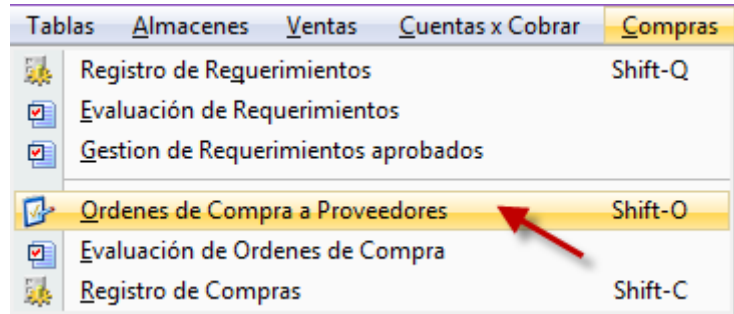 Tablas Almacenes Ventas Cuentas x Cobrar Compras
Registro de Requerimientos Shift-Q
Evaluación de Requerimientos
Gestion de Requerimientos aprobados
Ordenes de Compra a Proveedores Shift-O
Evaluación de Ordenes de Compra
Registro de Compras Shift-C